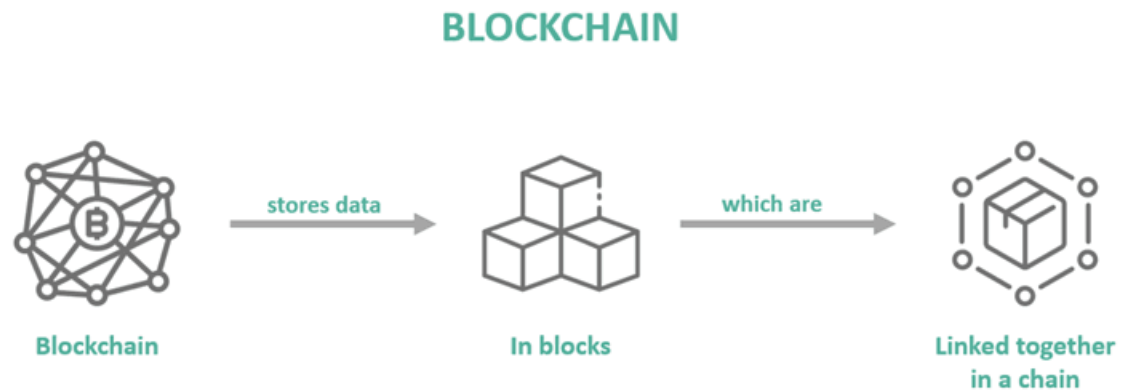 BLOCKCHAIN
stores data
which are
Blockchain
In blocks
Linked together
in a chain